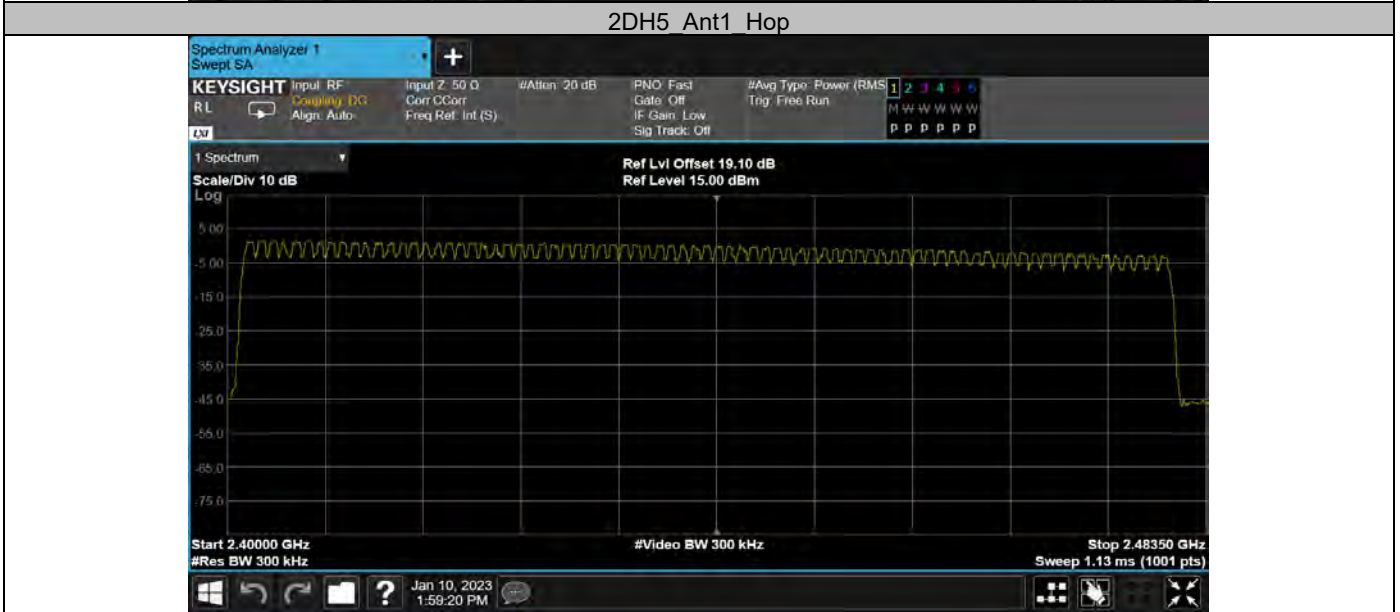 2DH5_Ant1_Hop
Spectrum Analyzer 1
Swept SA
+
KEYSIGHT
R L
LXI
Input: RF
Coupling: DC
Align: Auto
Input Z: 50 Ω
Corr CCorr
Freq Ref: Int (S)
#Atten: 20 dB
PNO: Fast
Gate: Off
IF Gain: Low
Sig Track: Off
#Avg Type: Power (RMS
Trig: Free Run
1 2 3 4 5 6
M W W W W W
P P P P P P
1 Spectrum
Scale/Div 10 dB
Ref Lvl Offset 19.10 dB
Ref Level 15.00 dBm
Log
5.00
-5.00
-15.0
-25.0
-35.0
-45.0
-55.0
-65.0
-75.0
Start 2.40000 GHz
#Res BW 300 kHz
#Video BW 300 kHz
Stop 2.48350 GHz
Sweep 1.13 ms (1001 pts)
?
Jan 10, 2023
1:59:20 PM